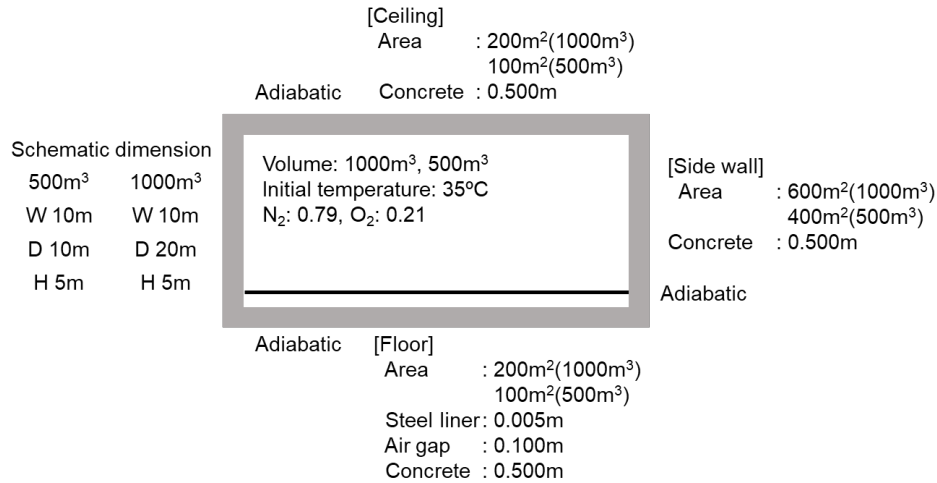 [Ceiling]
Area : 200m²(1000m³)
100m²(500m³)
Adiabatic Concrete : 0.500m
Schematic dimension
500m³ 1000m³
W 10m W 10m
D 10m D 20m
H 5m H 5m
Volume: 1000m³, 500m³
Initial temperature: 35ºC
N₂: 0.79, O₂: 0.21
[Side wall]
Area : 600m²(1000m³)
400m²(500m³)
Concrete : 0.500m
Adiabatic
Adiabatic [Floor]
Area : 200m²(1000m³)
100m²(500m³)
Steel liner: 0.005m
Air gap : 0.100m
Concrete : 0.500m